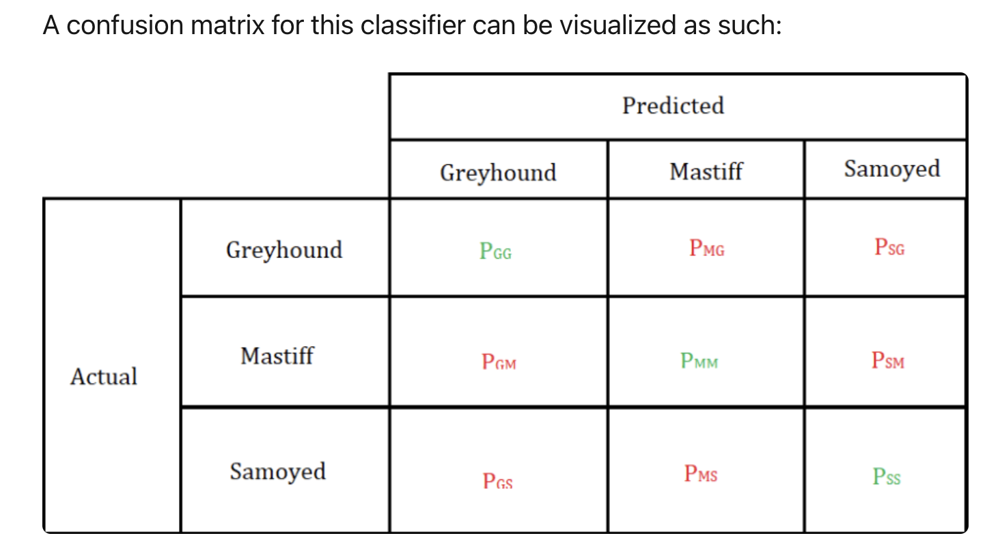 A confusion matrix for this classifier can be visualized as such:
Predicted
Greyhound Mastiff Samoyed
Greyhound PGG PMG PSG
Mastiff PGM PMM PSM
Actual
Samoyed PGS PMS PSS